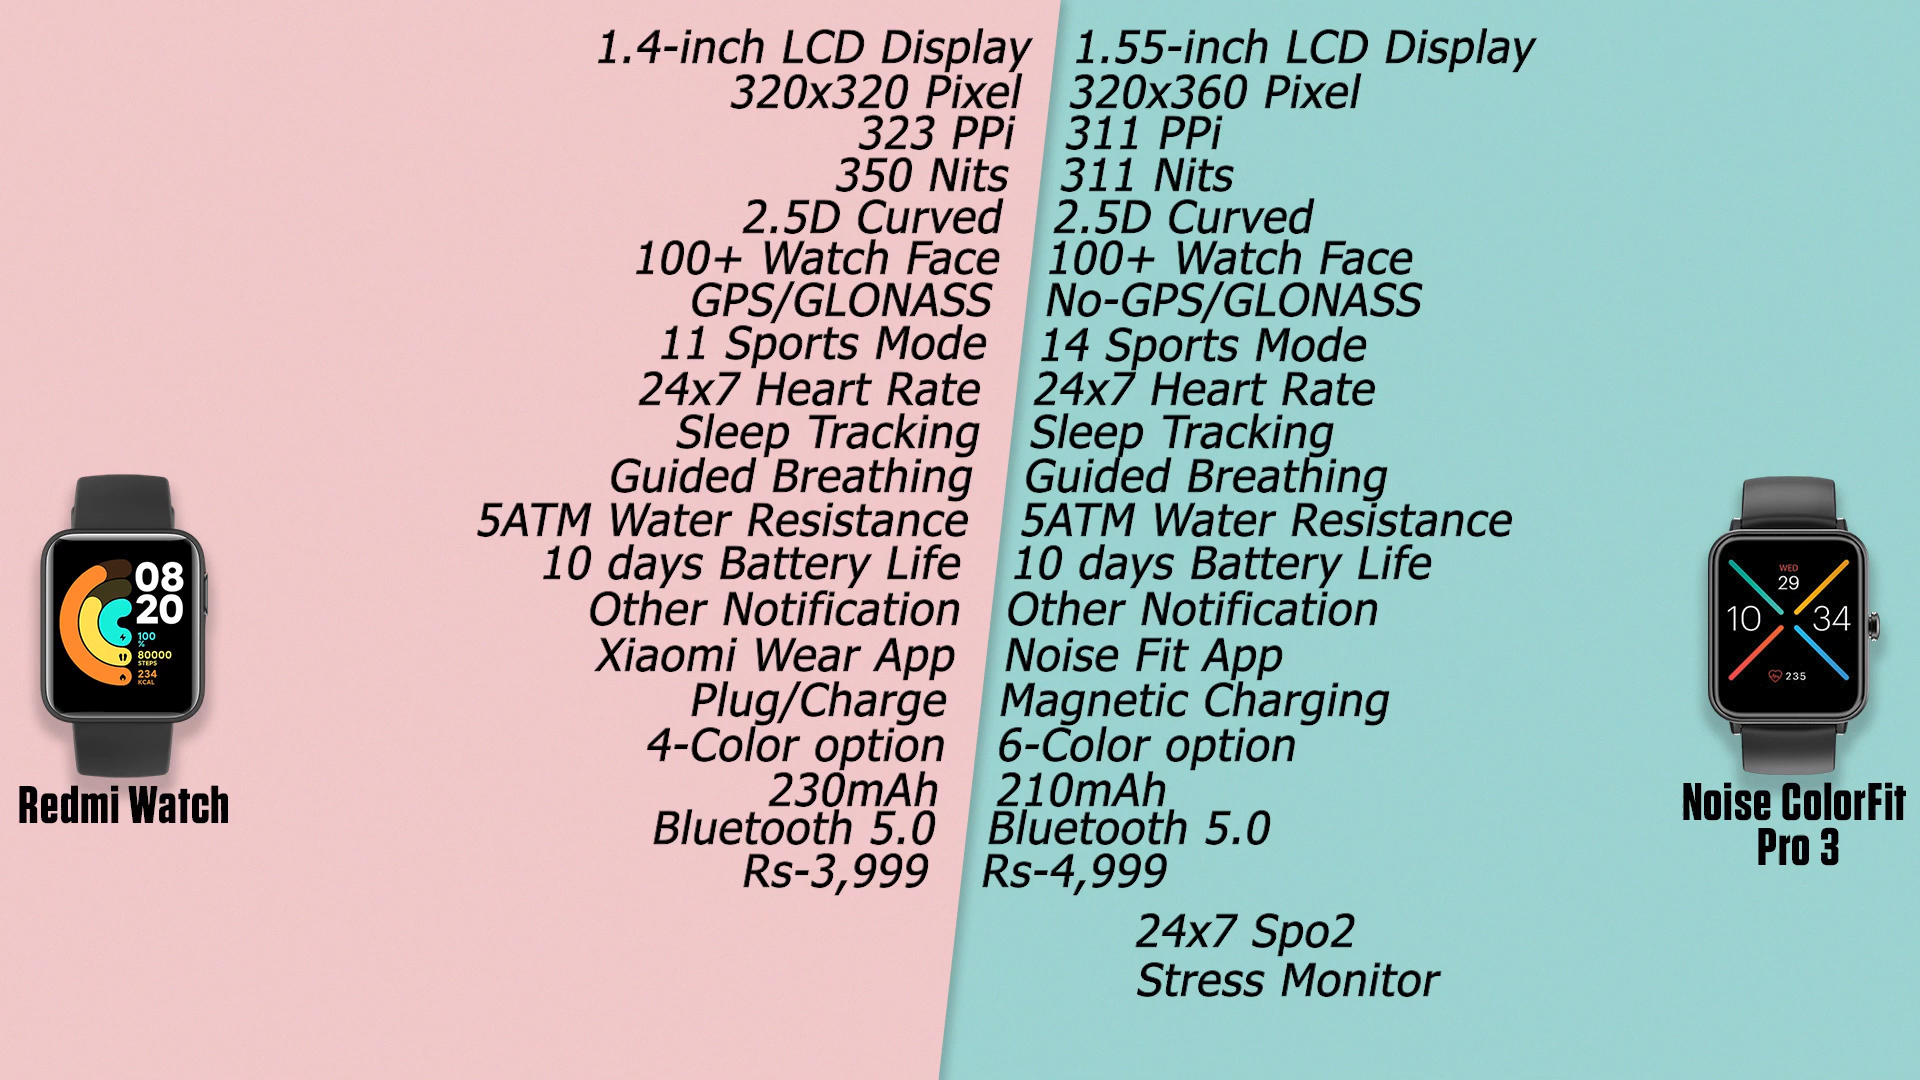 1.4-inch LCD Display
320x320 Pixel
323 PPi
350 Nits
2.5D Curved
100+ Watch Face
GPS/GLONASS
11 Sports Mode
24x7 Heart Rate
Sleep Tracking
Guided Breathing
5ATM Water Resistance
10 days Battery Life
Other Notification
Xiaomi Wear App
Plug/Charge
4-Color option
230mAh
Bluetooth 5.0
Rs-3,999
1.55-inch LCD Display
320x360 Pixel
311 PPi
311 Nits
2.5D Curved
100+ Watch Face
No-GPS/GLONASS
14 Sports Mode
24x7 Heart Rate
Sleep Tracking
Guided Breathing
5ATM Water Resistance
10 days Battery Life
Other Notification
Noise Fit App
Magnetic Charging
6-Color option
210mAh
Bluetooth 5.0
Rs-4,999
24x7 Spo2
Stress Monitor
08
20
100
%
80000
STEPS
234
KCAL
Redmi Watch
WED
29
10 34
235
Noise ColorFit
Pro 3